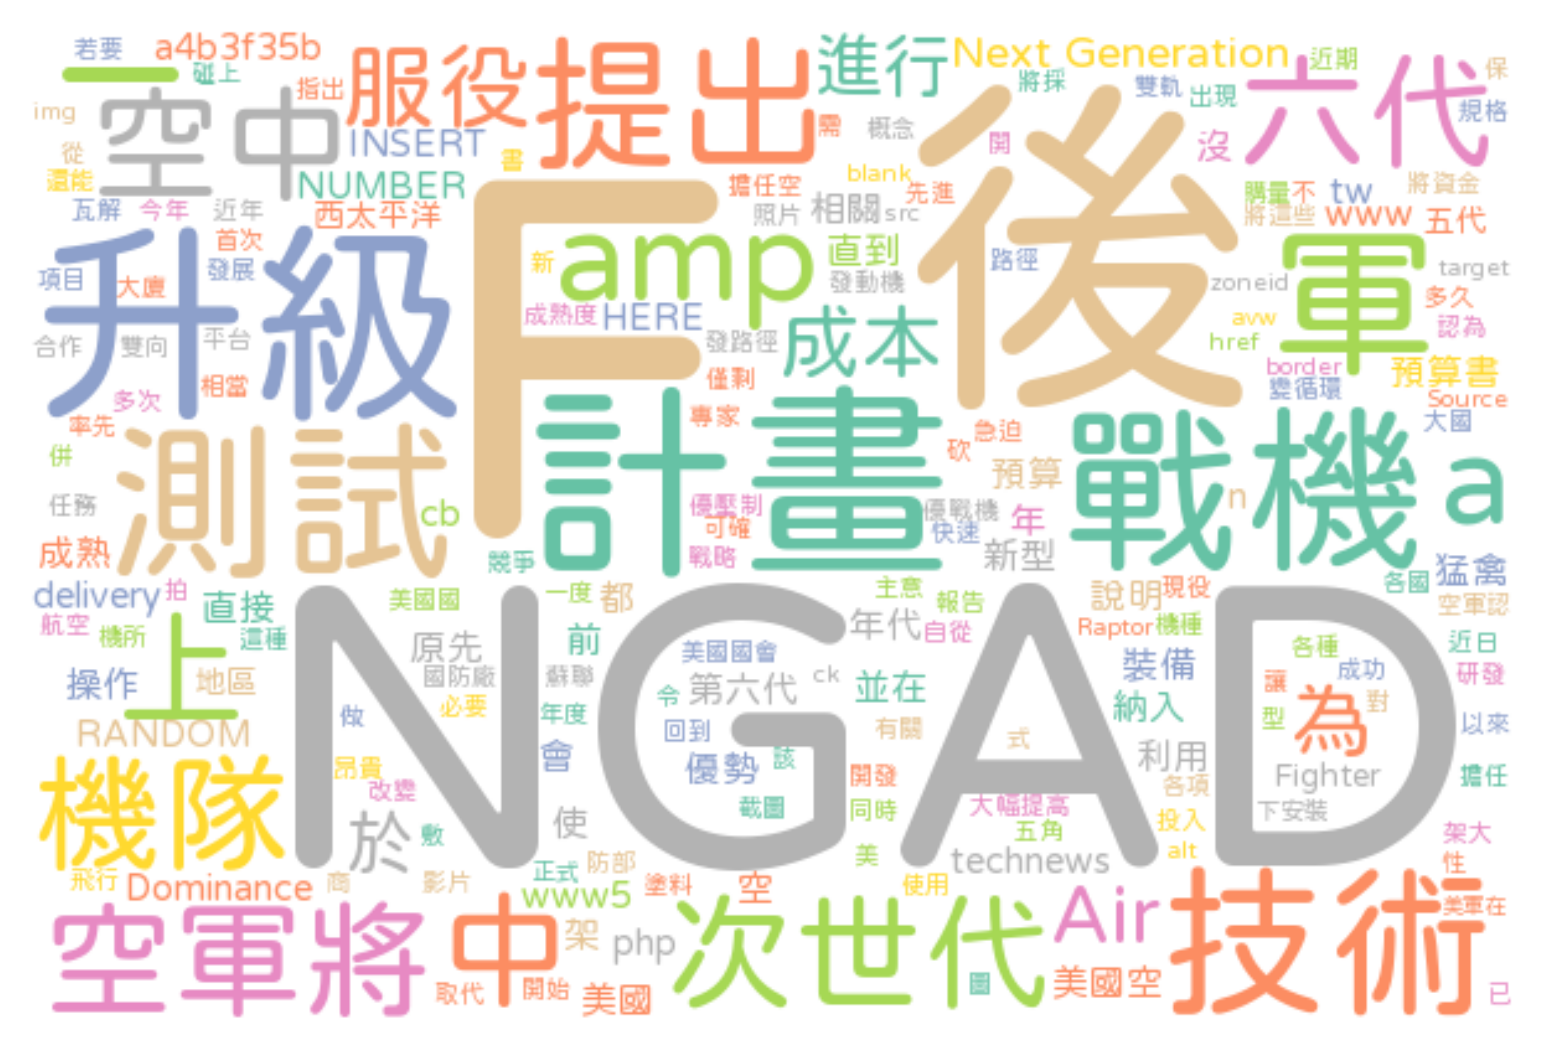 若要
a4b3f35b
一
碰上
指出
服役
提出
進行
Next Generation
近期
六代
保
規格
img
空中
INSERT
NUMBER
書
需
概念
將採
雙軌
出現
開
沒
從
還能
擔任空
blank
先進
購量
不
tw
將資金
瓦解
今年
近年
西太平洋
照片
相關
src
將這些
www
五代
首次
升級
F
新
amp
直到
後
路徑
軍
target
項目
大廈
發展
發動機
zoneid
多久
成熟度
HERE
成本
avw
認為
合作
雙向
平台
發路徑
href
相當
僅剩
border
預算書
多次
變循環
Source
率先
專家
計畫
急迫
戰機
大國
併
測試
砍
預算
a
任務
cb
優壓制
優戰機
年
n
可確
快速
成熟
競爭
戰略
新型
各國
猛禽
delivery
拍
直接
美國國
一度
都
主意
報告
說明
現役
空軍認
航空
機所
這種
NGAD
前
年代
自從
Raptor
機種
近日
上
原先
美國國會
裝備
各種
成功
操作
地區
國防廠
蘇聯
令
第六代
ck
並在
讓
研發
必要
納入
為
對
RANDOM
做
年度
回到
有關
型
以來
機隊
會
優勢
該
式
利用
昂貴
開發
Fighter
擔任
改變
截圖
同時
大幅提高
各項
下安裝
於
敷
使
五角
投入
架大
美
technews
alt
性
飛行
Dominance
商
影片
正式
防部
www5
塗料
空
使用
空軍將
中
架
php
次世代
Air
技術
美軍在
取代
開始
美國
圖
美國空
已